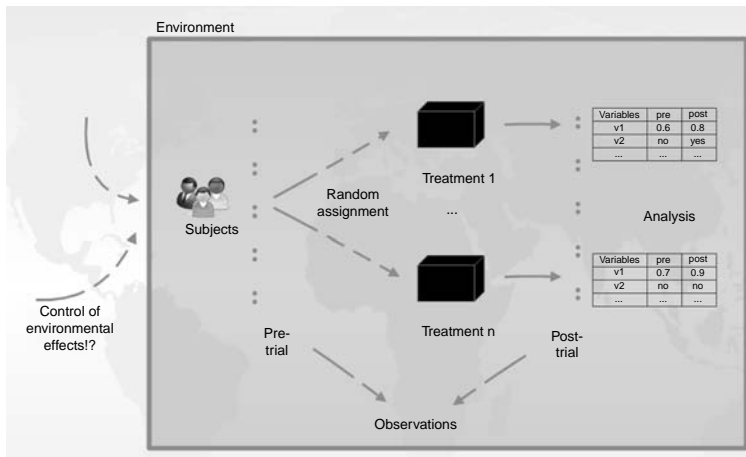 Environment
Variables pre post
v1 0.6 0.8
v2 no yes
... ... ...
Treatment 1
Random
assignment
...
Subjects
Analysis
Variables pre post
v1 0.7 0.9
v2 no no
... ... ...
Control of
environmental
effects!?
Pre-
trial
Treatment n
Post-
trial
Observations